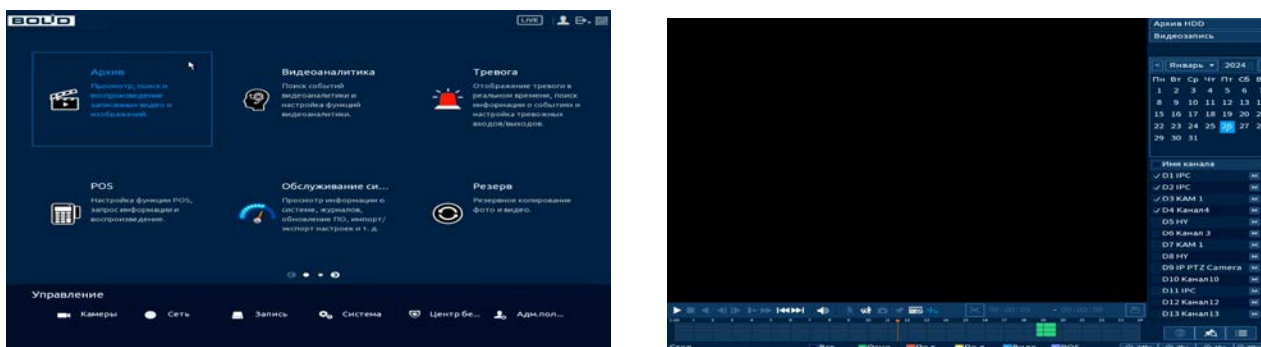 BOLID
LIVE
Архив
Просмотр, поиск и
воспроизведение
записанных видео и
изображений.
Видеоаналитика
Поиск событий
видеоаналитики и
настройка функций
видеоаналитики.
Тревога
Отображение тревоги в
реальном времени, поиск
информации о событиях и
настройка тревожных
входов/выходов.
POS
Настройка функции POS,
запрос информации и
воспроизведение.
Обслуживание си...
Просмотр информации о
системе, журналов,
обновление ПО, импорт/
экспорт настроек и т. д.
Резерв
Резервное копирование
фото и видео.
Управление
Камеры Сеть Запись Система Центр бе... Адм.пол...
Архив HDD
Видеозапись
Январь 2024
Пн Вт Ср Чт Пт Сб В
1 2 3 4 5 6
8 9 10 11 12 13 1
15 16 17 18 19 20 2
22 23 24 25 26 27 2
29 30 31
Имя канала
D1 IPC
D2 IPC
D3 КАМ 1
D4 Канал4
D5 HY
D6 Канал 3
D7 КАМ 1
D8 HY
D9 IP PTZ Camera
D10 Канал10
D11 IPC
D12 Канал12
D13 Канал13